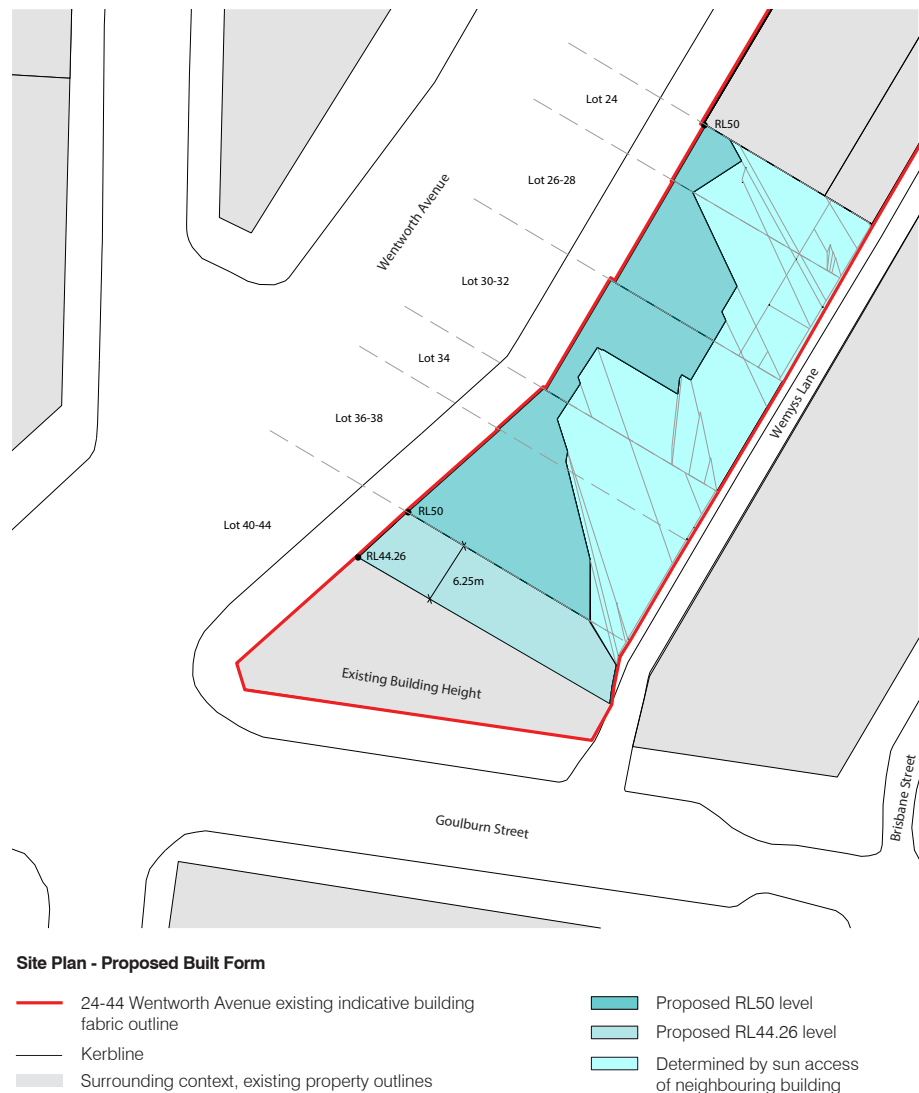 Lot 24
RL50
Lot 26-28
Wentworth Avenue
Lot 30-32
Lot 34
Wemyss Lane
Lot 36-38
RL50
Lot 40-44
RL44.26
6.25m
Existing Building Height
Brisbane Street
Goulburn Street
Site Plan - Proposed Built Form
24-44 Wentworth Avenue existing indicative building
fabric outline
Kerbline
Surrounding context, existing property outlines
Proposed RL50 level
Proposed RL44.26 level
Determined by sun access
of neighbouring building